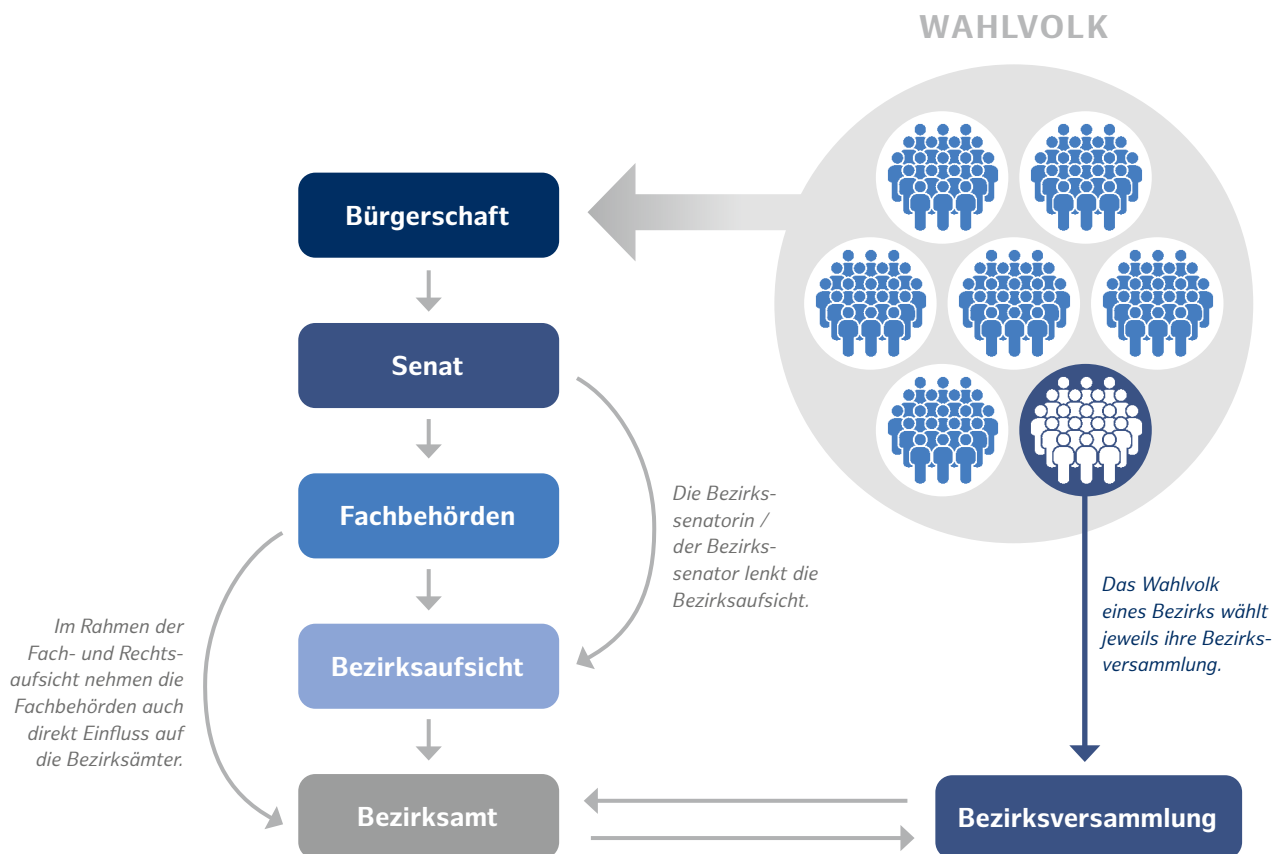 WAHLVOLK
Bürgerschaft
Senat
Fachbehörden
Die Bezirks-
senatorin /
der Bezirks-
senator lenkt die
Bezirksaufsicht.
Das Wahlvolk
eines Bezirks wählt
jeweils ihre Bezirks-
versammlung.
Im Rahmen der
Fach- und Rechts-
aufsicht nehmen die
Fachbehörden auch
direkt Einfluss auf
die Bezirksämter.
Bezirksaufsicht
Bezirksamt
Bezirksversammlung